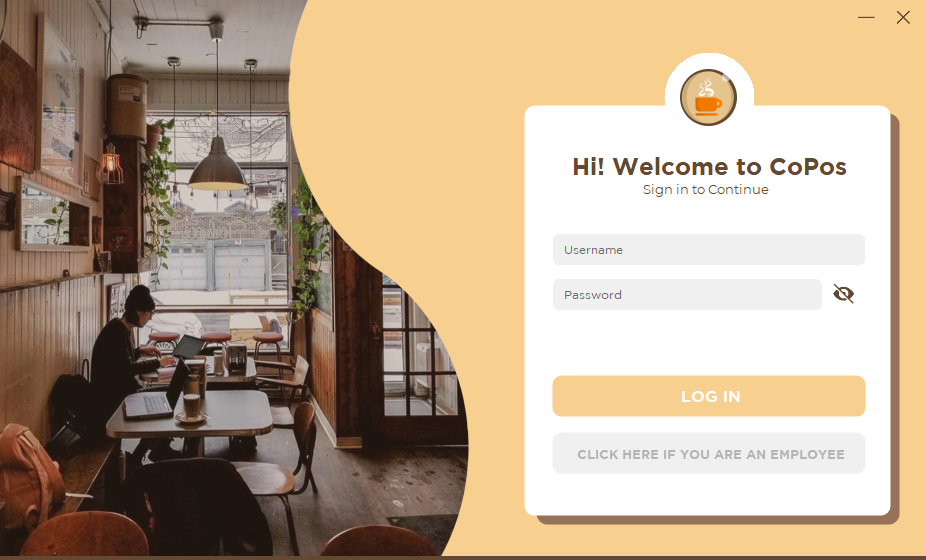 Hi! Welcome to CoPos
Sign in to Continue
Username
Password
LOG IN
CLICK HERE IF YOU ARE AN EMPLOYEE